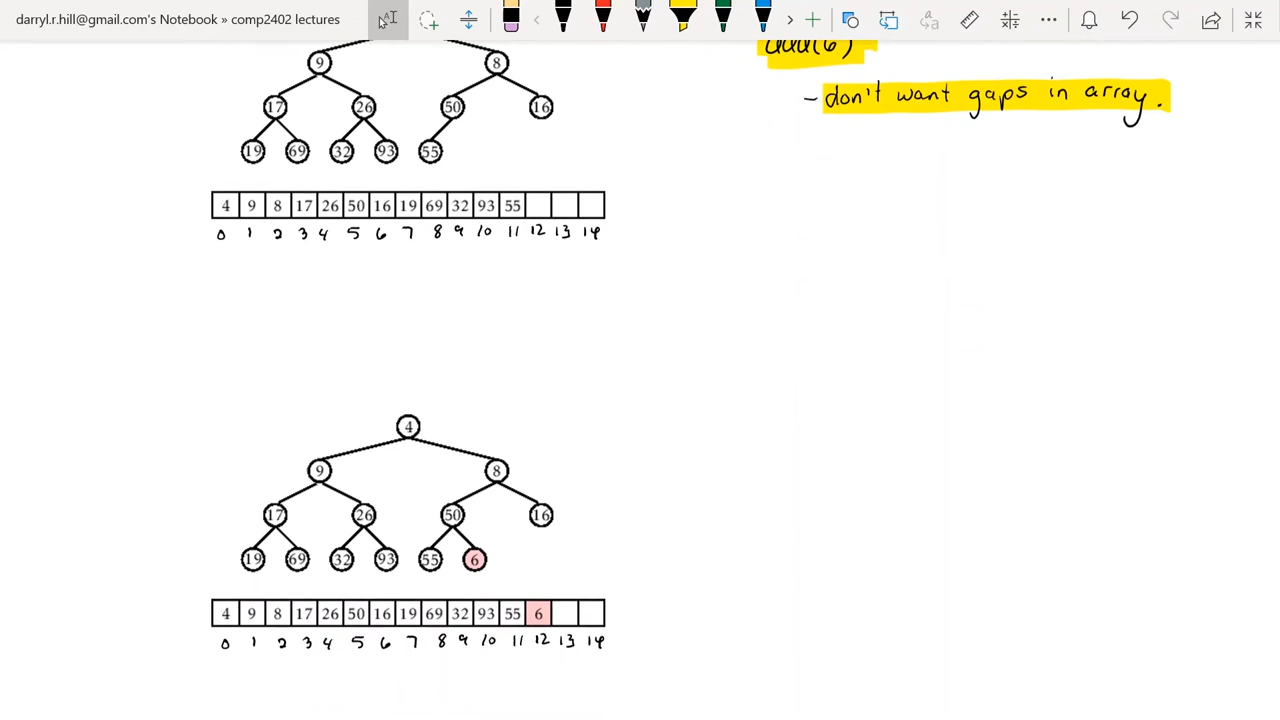 darryl.r.hill@gmail.com's Notebook » comp2402 lectures
add(6)
- don't want gaps in array.
9 8
17 26 50 16
19 69 32 93 55
4 9 8 17 26 50 16 19 69 32 93 55
0 1 2 3 4 5 6 7 8 9 10 11 12 13 14
4
9 8
17 26 50 16
19 69 32 93 55 6
4 9 8 17 26 50 16 19 69 32 93 55 6
0 1 2 3 4 5 6 7 8 9 10 11 12 13 14